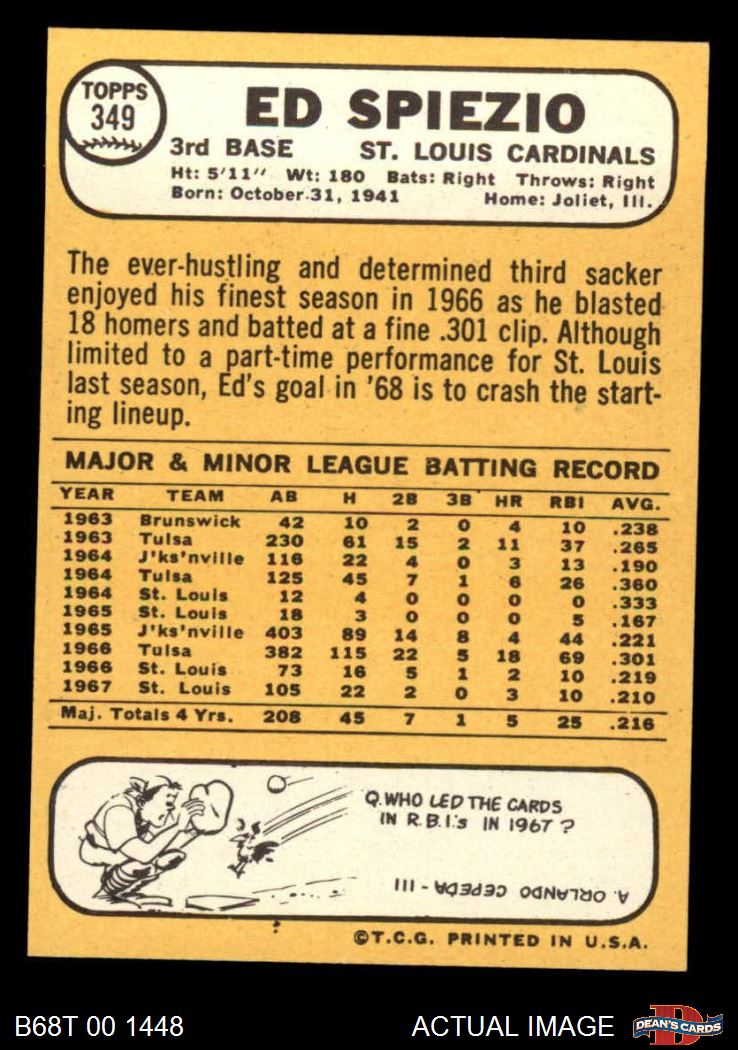 TOPPS
349
ED SPIEZIO
3rd BASE ST. LOUIS CARDINALS
Ht: 5'11" Wt: 180 Bats: Right Throws: Right
Born: October 31, 1941 Home: Joliet, Ill.
The ever-hustling and determined third sacker
enjoyed his finest season in 1966 as he blasted
18 homers and batted at a fine .301 clip. Although
limited to a part-time performance for St. Louis
last season, Ed's goal in '68 is to crash the start-
ing lineup.
MAJOR & MINOR LEAGUE BATTING RECORD
YEAR TEAM AB H 2B 3B HR RBI AVG.
1963 Brunswick 42 10 2 0 4 10 .238
1963 Tulsa 230 61 15 2 11 37 .265
1964 J'ks'nville 116 22 4 0 3 13 .190
1964 Tulsa 125 45 7 1 6 26 .360
1964 St. Louis 12 4 0 0 0 0 .333
1965 St. Louis 18 3 0 0 0 5 .167
1965 J'ks'nville 403 89 14 8 4 44 .221
1966 Tulsa 382 115 22 5 18 69 .301
1966 St. Louis 73 16 5 1 2 10 .219
1967 St. Louis 105 22 2 0 3 10 .210
Maj. Totals 4 Yrs. 208 45 7 1 5 25 .216
Q. WHO LED THE CARDS
IN R.B.I.'s IN 1967?
A. ORLANDO CEPEDA - 111
©T.C.G. PRINTED IN U.S.A.
B68T 00 1448 ACTUAL IMAGE DEAN'S CARDS